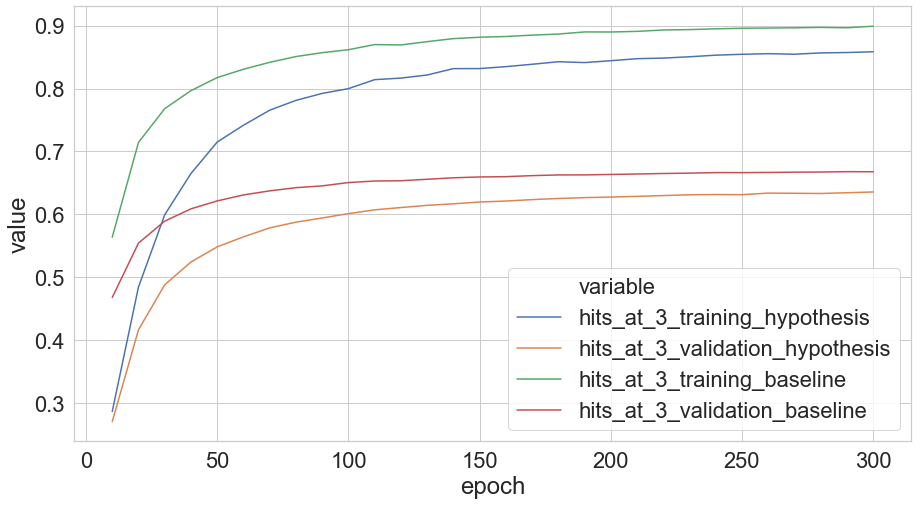 0.9
0.8
0.7
0.6
0.5
0.4
0.3
value
0 50 100 150 200 250 300
epoch
variable
hits_at_3_training_hypothesis
hits_at_3_validation_hypothesis
hits_at_3_training_baseline
hits_at_3_validation_baseline